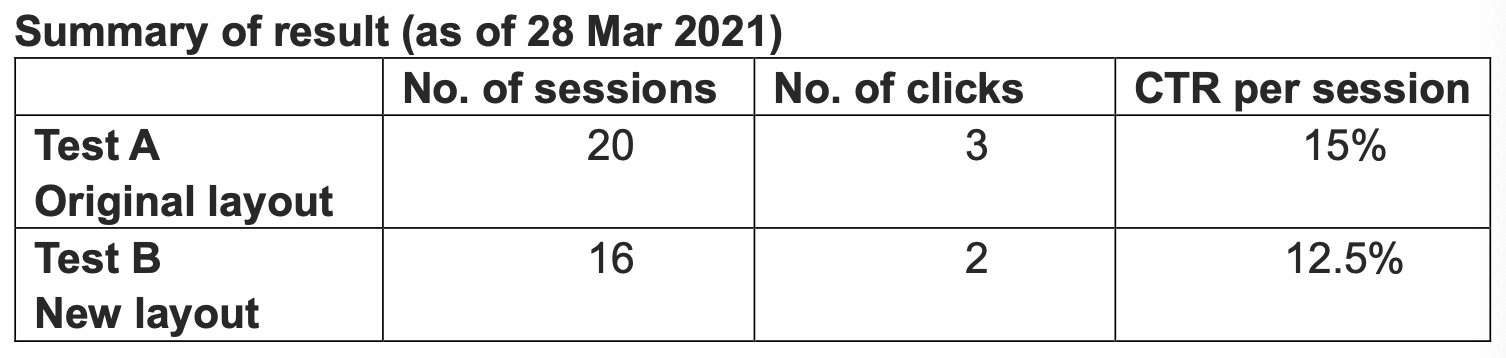 Summary of result (as of 28 Mar 2021)
No. of sessions No. of clicks CTR per session
Test A 20 3 15%
Original layout
Test B 16 2 12.5%
New layout